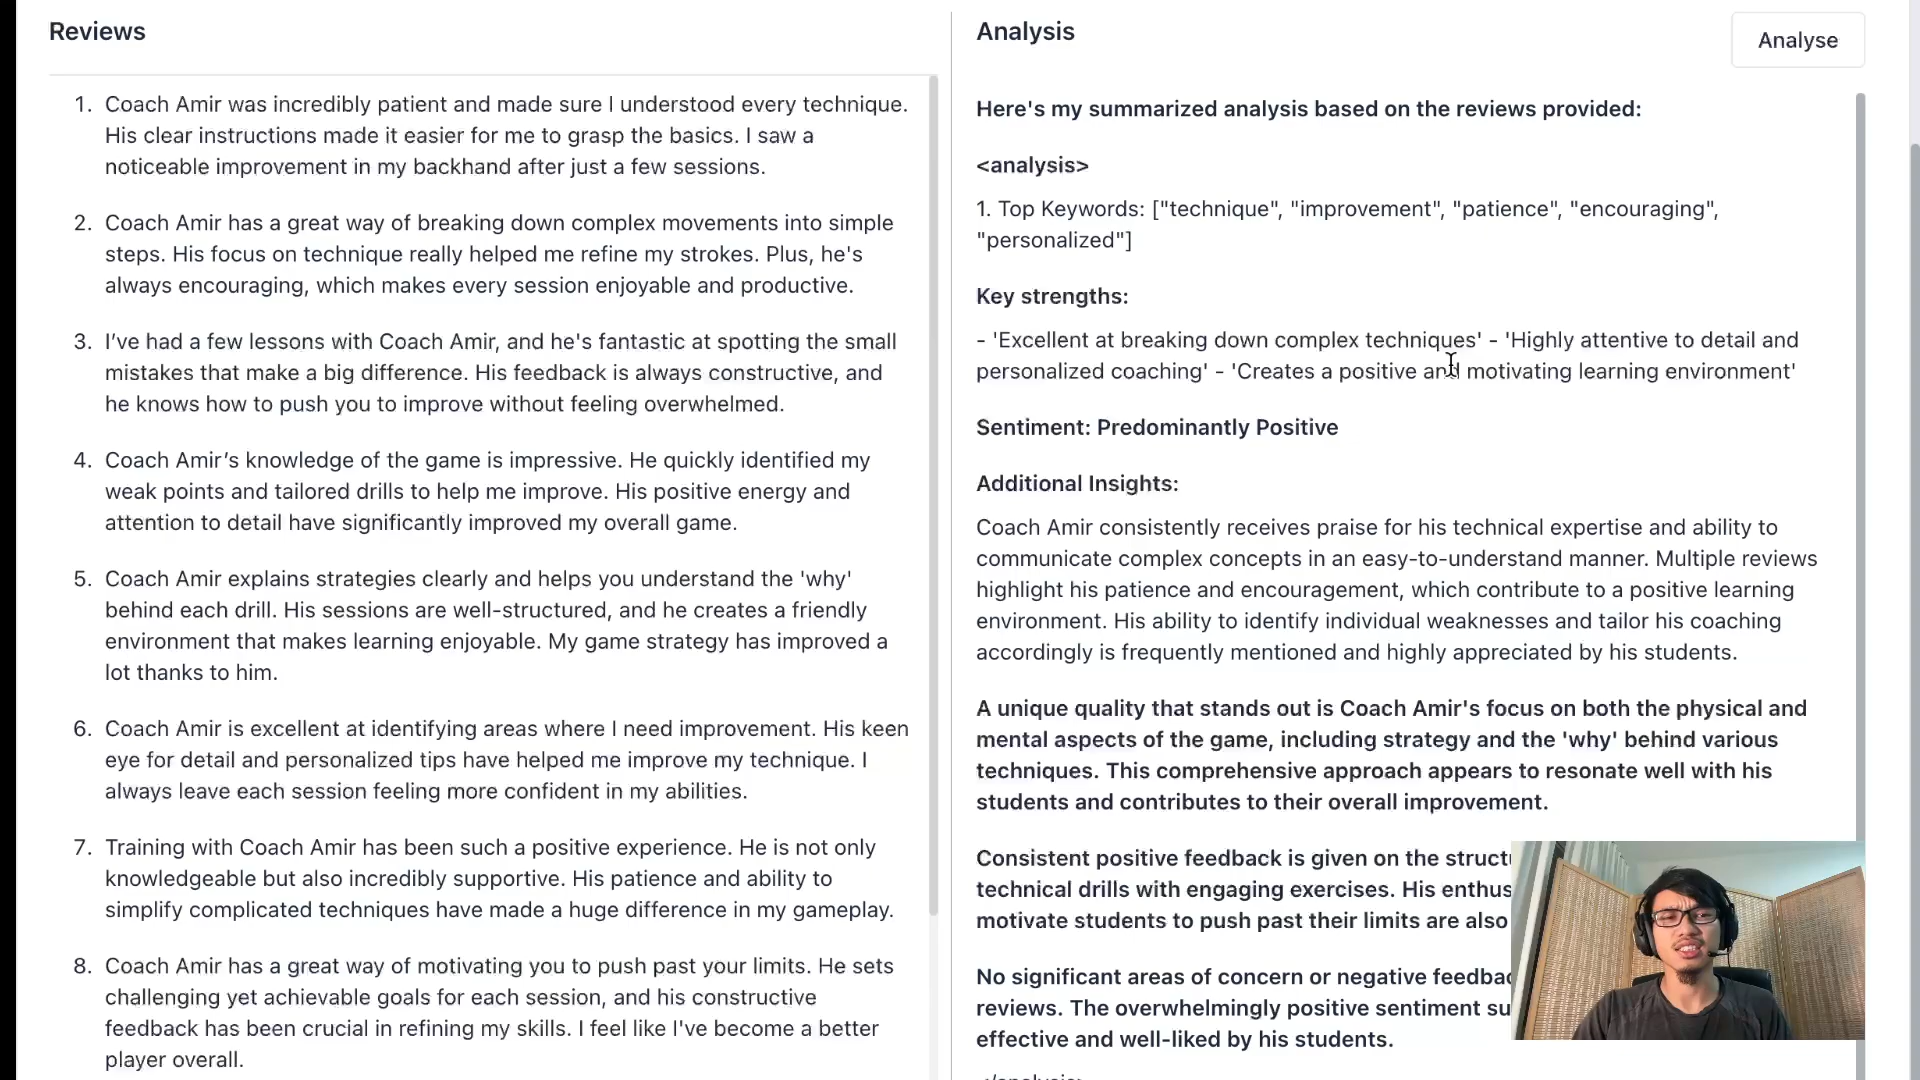 Reviews
1. Coach Amir was incredibly patient and made sure I understood every technique.
His clear instructions made it easier for me to grasp the basics. I saw a
noticeable improvement in my backhand after just a few sessions.
2. Coach Amir has a great way of breaking down complex movements into simple
steps. His focus on technique really helped me refine my strokes. Plus, he's
always encouraging, which makes every session enjoyable and productive.
3. I’ve had a few lessons with Coach Amir, and he's fantastic at spotting the small
mistakes that make a big difference. His feedback is always constructive, and
he knows how to push you to improve without feeling overwhelmed.
4. Coach Amir’s knowledge of the game is impressive. He quickly identified my
weak points and tailored drills to help me improve. His positive energy and
attention to detail have significantly improved my overall game.
5. Coach Amir explains strategies clearly and helps you understand the 'why'
behind each drill. His sessions are well-structured, and he creates a friendly
environment that makes learning enjoyable. My game strategy has improved a
lot thanks to him.
6. Coach Amir is excellent at identifying areas where I need improvement. His keen
eye for detail and personalized tips have helped me improve my technique. I
always leave each session feeling more confident in my abilities.
7. Training with Coach Amir has been such a positive experience. He is not only
knowledgeable but also incredibly supportive. His patience and ability to
simplify complicated techniques have made a huge difference in my gameplay.
8. Coach Amir has a great way of motivating you to push past your limits. He sets
challenging yet achievable goals for each session, and his constructive
feedback has been crucial in refining my skills. I feel like I've become a better
player overall.
Analysis
Analyse
Here's my summarized analysis based on the reviews provided:
<analysis>
1. Top Keywords: ["technique", "improvement", "patience", "encouraging",
"personalized"]
Key strengths:
- 'Excellent at breaking down complex techniques' - 'Highly attentive to detail and
personalized coaching' - 'Creates a positive and motivating learning environment'
Sentiment: Predominantly Positive
Additional Insights:
Coach Amir consistently receives praise for his technical expertise and ability to
communicate complex concepts in an easy-to-understand manner. Multiple reviews
highlight his patience and encouragement, which contribute to a positive learning
environment. His ability to identify individual weaknesses and tailor his coaching
accordingly is frequently mentioned and highly appreciated by his students.
A unique quality that stands out is Coach Amir's focus on both the physical and
mental aspects of the game, including strategy and the 'why' behind various
techniques. This comprehensive approach appears to resonate well with his
students and contributes to their overall improvement.
Consistent positive feedback is given on the
technical drills with engaging exercises. His
motivate students to push past their limits are also
No significant areas of concern or negative
reviews. The overwhelmingly positive sentiment
effective and well-liked by his students.